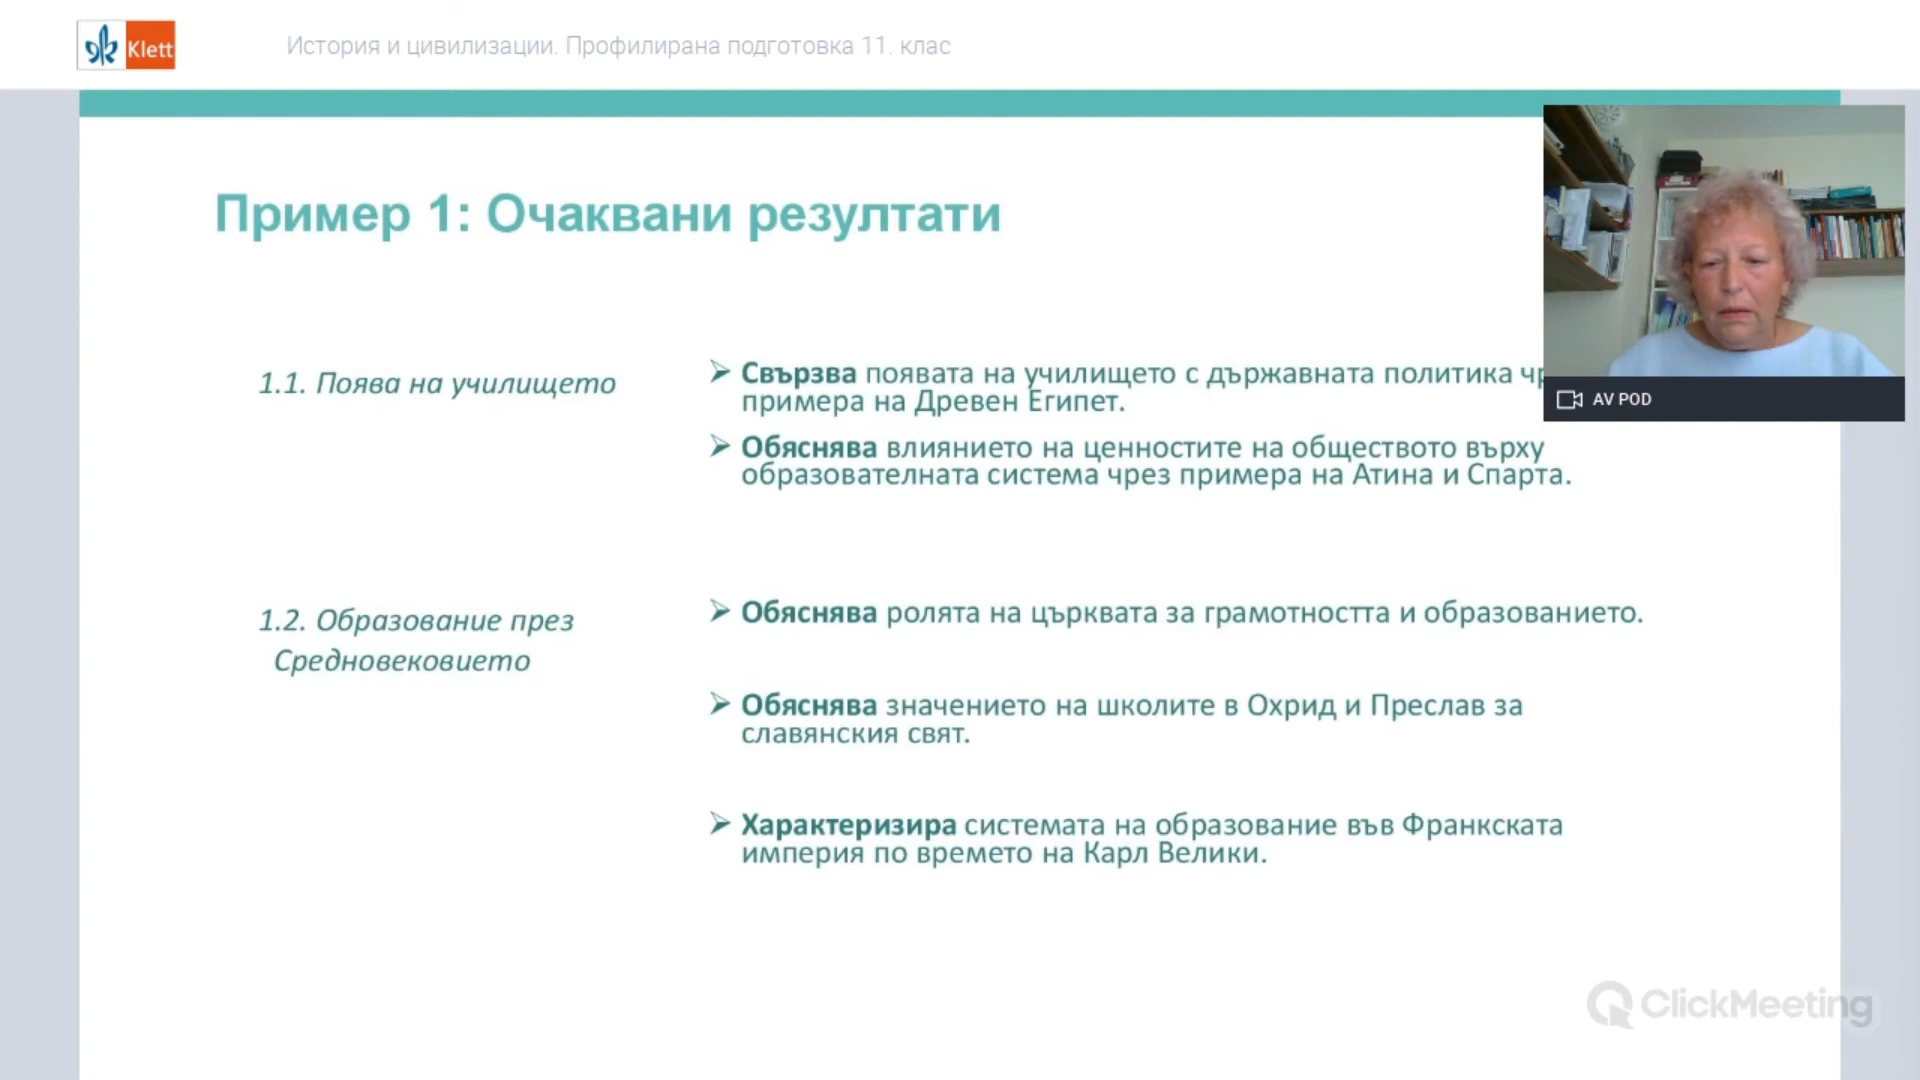 Klett
История и цивилизации. Профилирана подготовка 11. клас
Пример 1: Очаквани резултати
1.1. Поява на училището
➢ Свързва появата на училището с държавната политика
примера на Древен Египет.
➢ Обяснява влиянието на ценностите на обществото върху
образователната система чрез примера на Атина и Спарта.
1.2. Образование през
Средновековието
➢ Обяснява ролята на църквата за грамотността и образованието.
➢ Обяснява значението на школите в Охрид и Преслав за
славянския свят.
➢ Характеризира системата на образование във Франкската
империя по времето на Карл Велики.
AV POD
ClickMeeting